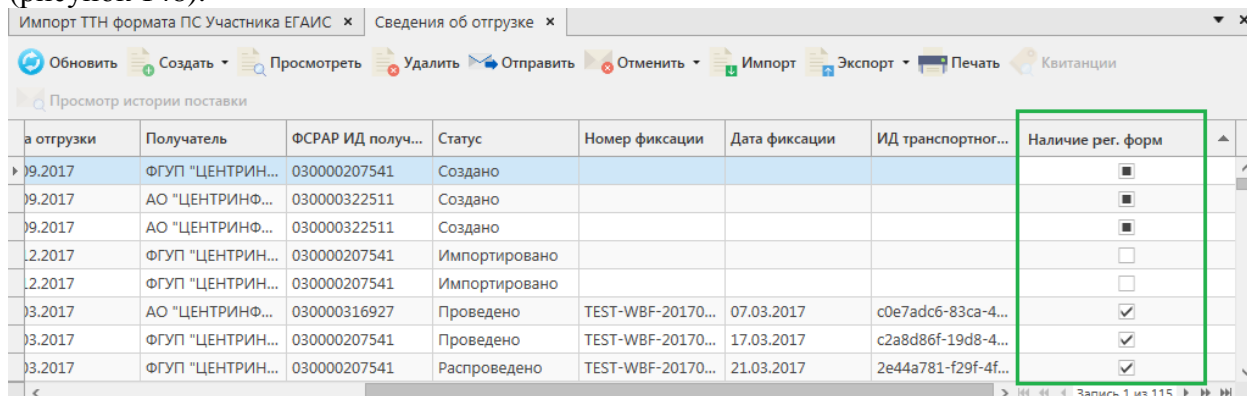 (рисунок 148).
Импорт ТТН формата ПС Участника ЕГАИС × Сведения об отгрузке ×
Обновить Создать Просмотреть Удалить Отправить Отменить Импорт Экспорт Печать Квитанции
Просмотр истории поставки
а отгрузки Получатель ФСРАР ИД получ... Статус Номер фиксации Дата фиксации ИД транспортног... Наличие рег. форм
09.2017 ФГУП "ЦЕНТРИН... 030000207541 Создано
09.2017 АО "ЦЕНТРИНФ... 030000322511 Создано
09.2017 АО "ЦЕНТРИНФ... 030000322511 Создано
.2.2017 ФГУП "ЦЕНТРИН... 030000207541 Импортировано
.2.2017 ФГУП "ЦЕНТРИН... 030000207541 Импортировано
03.2017 АО "ЦЕНТРИНФ... 030000316927 Проведено TEST-WBF-20170... 07.03.2017 c0e7adc6-83ca-4...
03.2017 ФГУП "ЦЕНТРИН... 030000207541 Проведено TEST-WBF-20170... 17.03.2017 c2a8d86f-19d8-4...
03.2017 ФГУП "ЦЕНТРИН... 030000207541 Распроведено TEST-WBF-20170... 21.03.2017 2e44a781-f29f-4f...
Запись 1 из 115